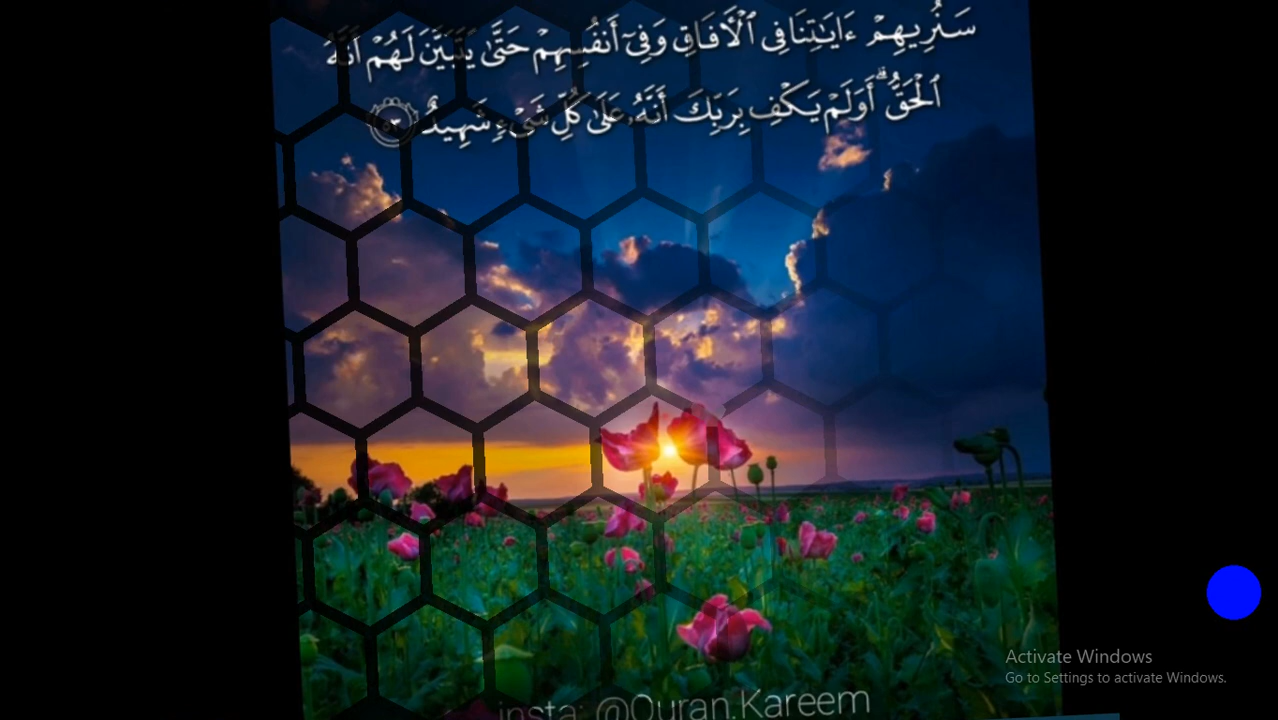 سَنُرِيهِمْ ءَايَـٰتِنَا فِى ٱلْـَٔافَاقِ وَفِىٓ أَنفُسِهِمْ حَتَّىٰ يَتَبَيَّنَ لَهُمْ أَنَّهُ
ٱلْحَقُّ ۗ أَوَلَمْ يَكْفِ بِرَبِّكَ أَنَّهُۥ عَلَىٰ كُلِّ شَىْءٍ شَهِيدٌ ٥٣
Activate Windows
Go to Settings to activate Windows.
insta: @Quran.Kareem